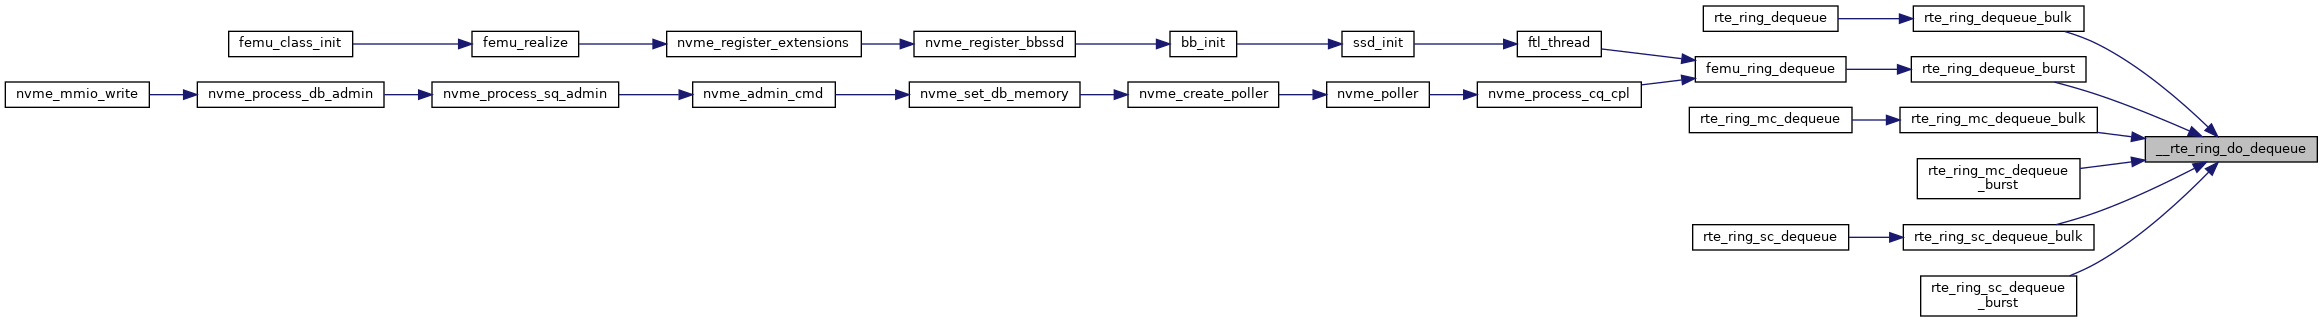 rte_ring_dequeue
rte_ring_dequeue_bulk
femu_class_init
femu_realize
nvme_register_extensions
nvme_register_bbssd
bb_init
ssd_init
ftl_thread
femu_ring_dequeue
rte_ring_dequeue_burst
nvme_mmio_write
nvme_process_db_admin
nvme_process_sq_admin
nvme_admin_cmd
nvme_set_db_memory
nvme_create_poller
nvme_poller
nvme_process_cq_cpl
rte_ring_mc_dequeue
rte_ring_mc_dequeue_bulk
__rte_ring_do_dequeue
rte_ring_mc_dequeue
_burst
rte_ring_sc_dequeue
rte_ring_sc_dequeue_bulk
rte_ring_sc_dequeue
_burst